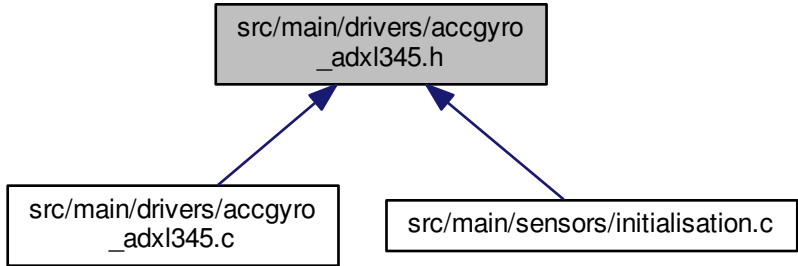 src/main/drivers/accgyro
_adxl345.h
src/main/drivers/accgyro
_adxl345.c
src/main/sensors/initialisation.c